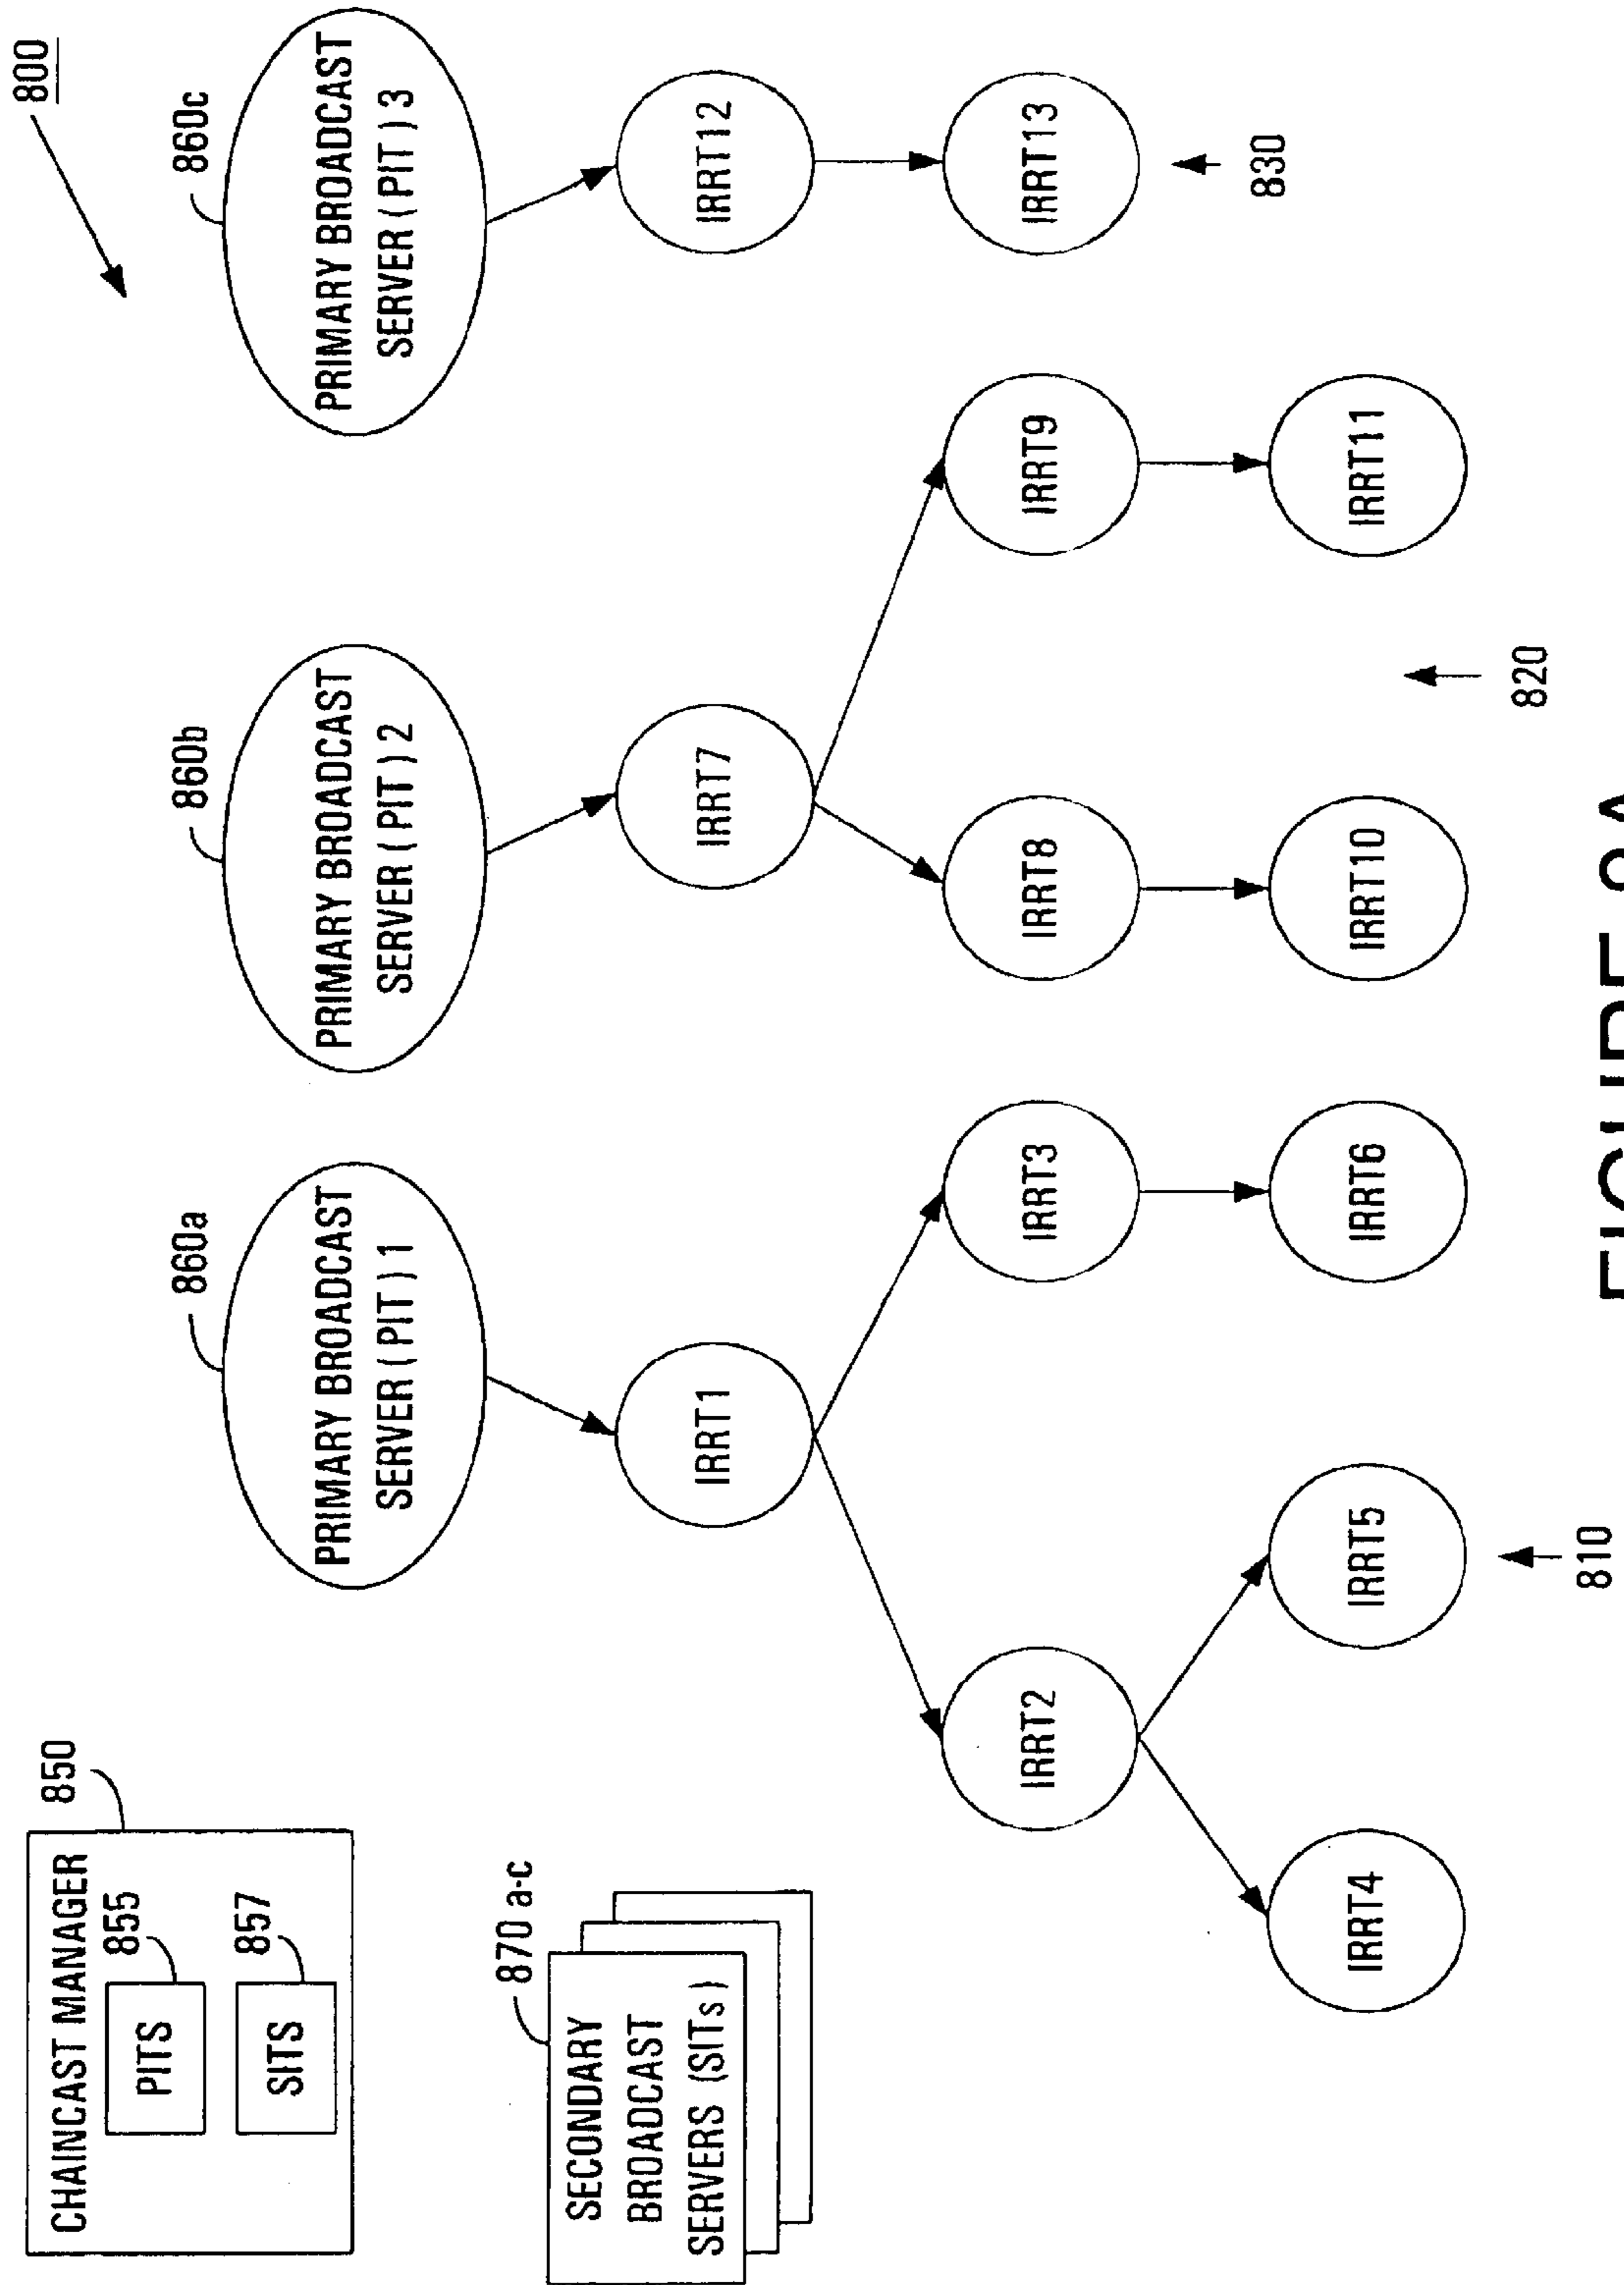 800
CHAINCAST MANAGER
850
PITS
855
SITS
857
870 a-c
SECONDARY
BROADCAST
SERVERS (SITs)
860a
PRIMARY BROADCAST
SERVER (PIT) 1
860b
PRIMARY BROADCAST
SERVER (PIT) 2
860c
PRIMARY BROADCAST
SERVER (PIT) 3
IRRT1
IRRT7
IRRT12
IRRT2
IRRT3
IRRT8
IRRT9
IRRT13
IRRT4
IRRT5
IRRT6
IRRT10
IRRT11
830
820
810
FIGURE